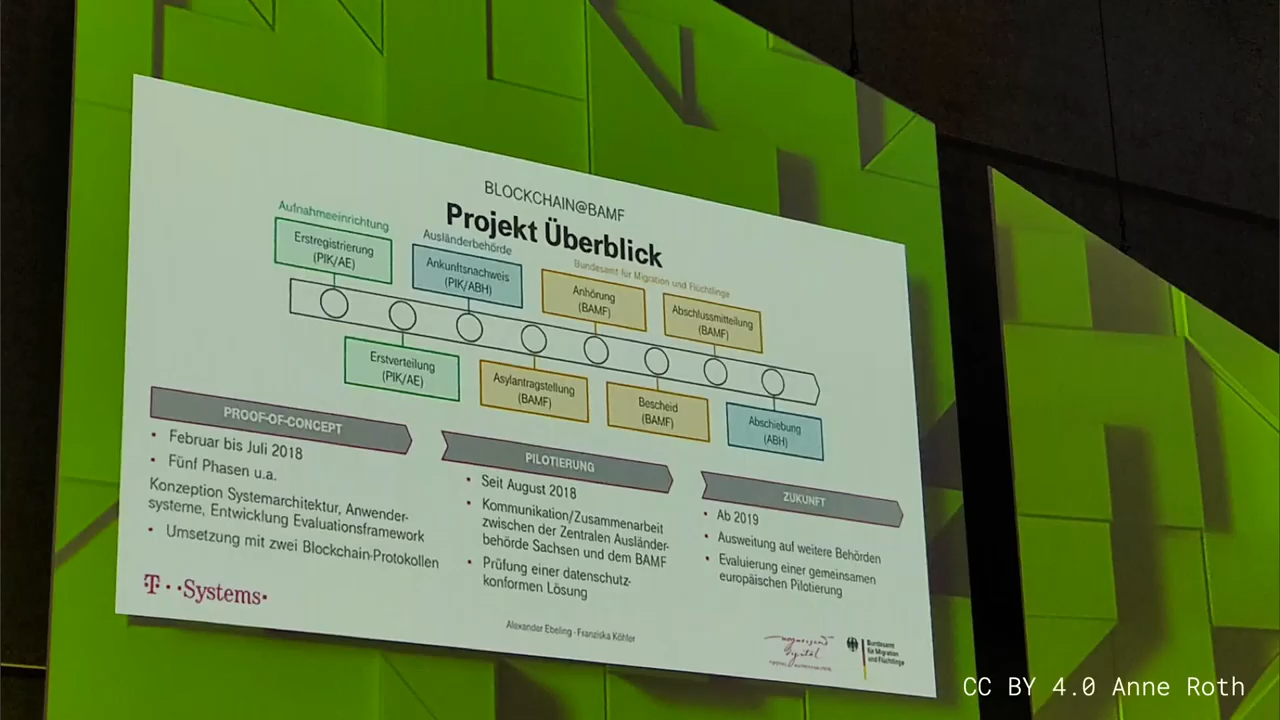 BLOCKCHAIN@BAMF
Projekt Überblick
Aufnahmeeinrichtung
Erstregistrierung
(PIK/AE)
Ausländerbehörde
Ankunftsnachweis
(PIK/ABH)
Bundesamt für Migration und Flüchtlinge
Anhörung
(BAMF)
Abschlussmitteilung
(BAMF)
Erstverteilung
(PIK/AE)
Asylantragstellung
(BAMF)
Bescheid
(BAMF)
Abschiebung
(ABH)
PROOF-OF-CONCEPT
• Februar bis Juli 2018
• Fünf Phasen u.a.
Konzeption Systemarchitektur, Anwender-
systeme, Entwicklung Evaluationsframework
• Umsetzung mit zwei Blockchain-Protokollen
PILOTIERUNG
• Seit August 2018
• Kommunikation/Zusammenarbeit
zwischen der Zentralen Ausländer-
behörde Sachsen und dem BAMF
• Prüfung einer datenschutz-
konformen Lösung
ZUKUNFT
• Ab 2019
• Ausweitung auf weitere Behörden
• Evaluierung einer gemeinsamen
europäischen Pilotierung
T··Systems·
Alexander Ebeling · Franziska Köhler
Bundesamt
für Migration
und Flüchtlinge
CC BY 4.0 Anne Roth